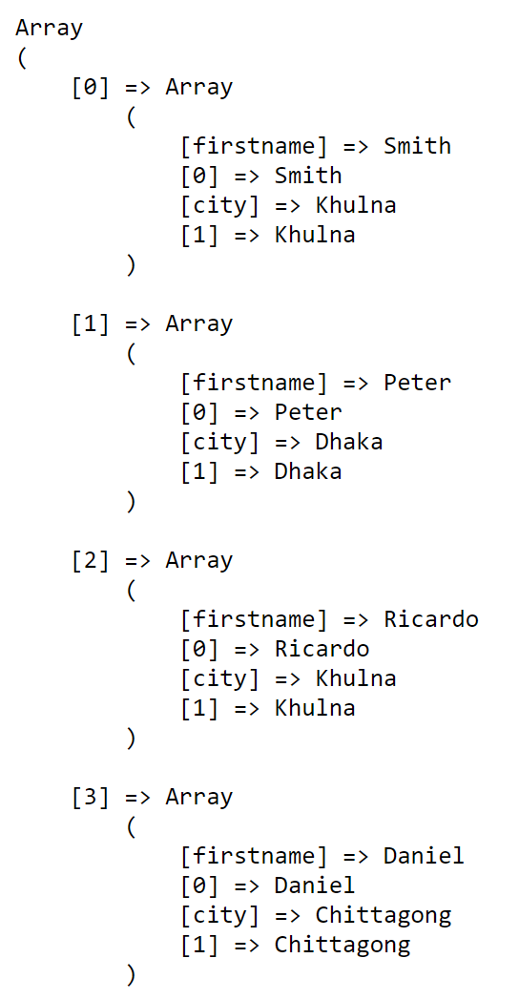 Array
(
    [0] => Array
        (
            [firstname] => Smith
            [0] => Smith
            [city] => Khulna
            [1] => Khulna
        )

    [1] => Array
        (
            [firstname] => Peter
            [0] => Peter
            [city] => Dhaka
            [1] => Dhaka
        )

    [2] => Array
        (
            [firstname] => Ricardo
            [0] => Ricardo
            [city] => Khulna
            [1] => Khulna
        )

    [3] => Array
        (
            [firstname] => Daniel
            [0] => Daniel
            [city] => Chittagong
            [1] => Chittagong
        )